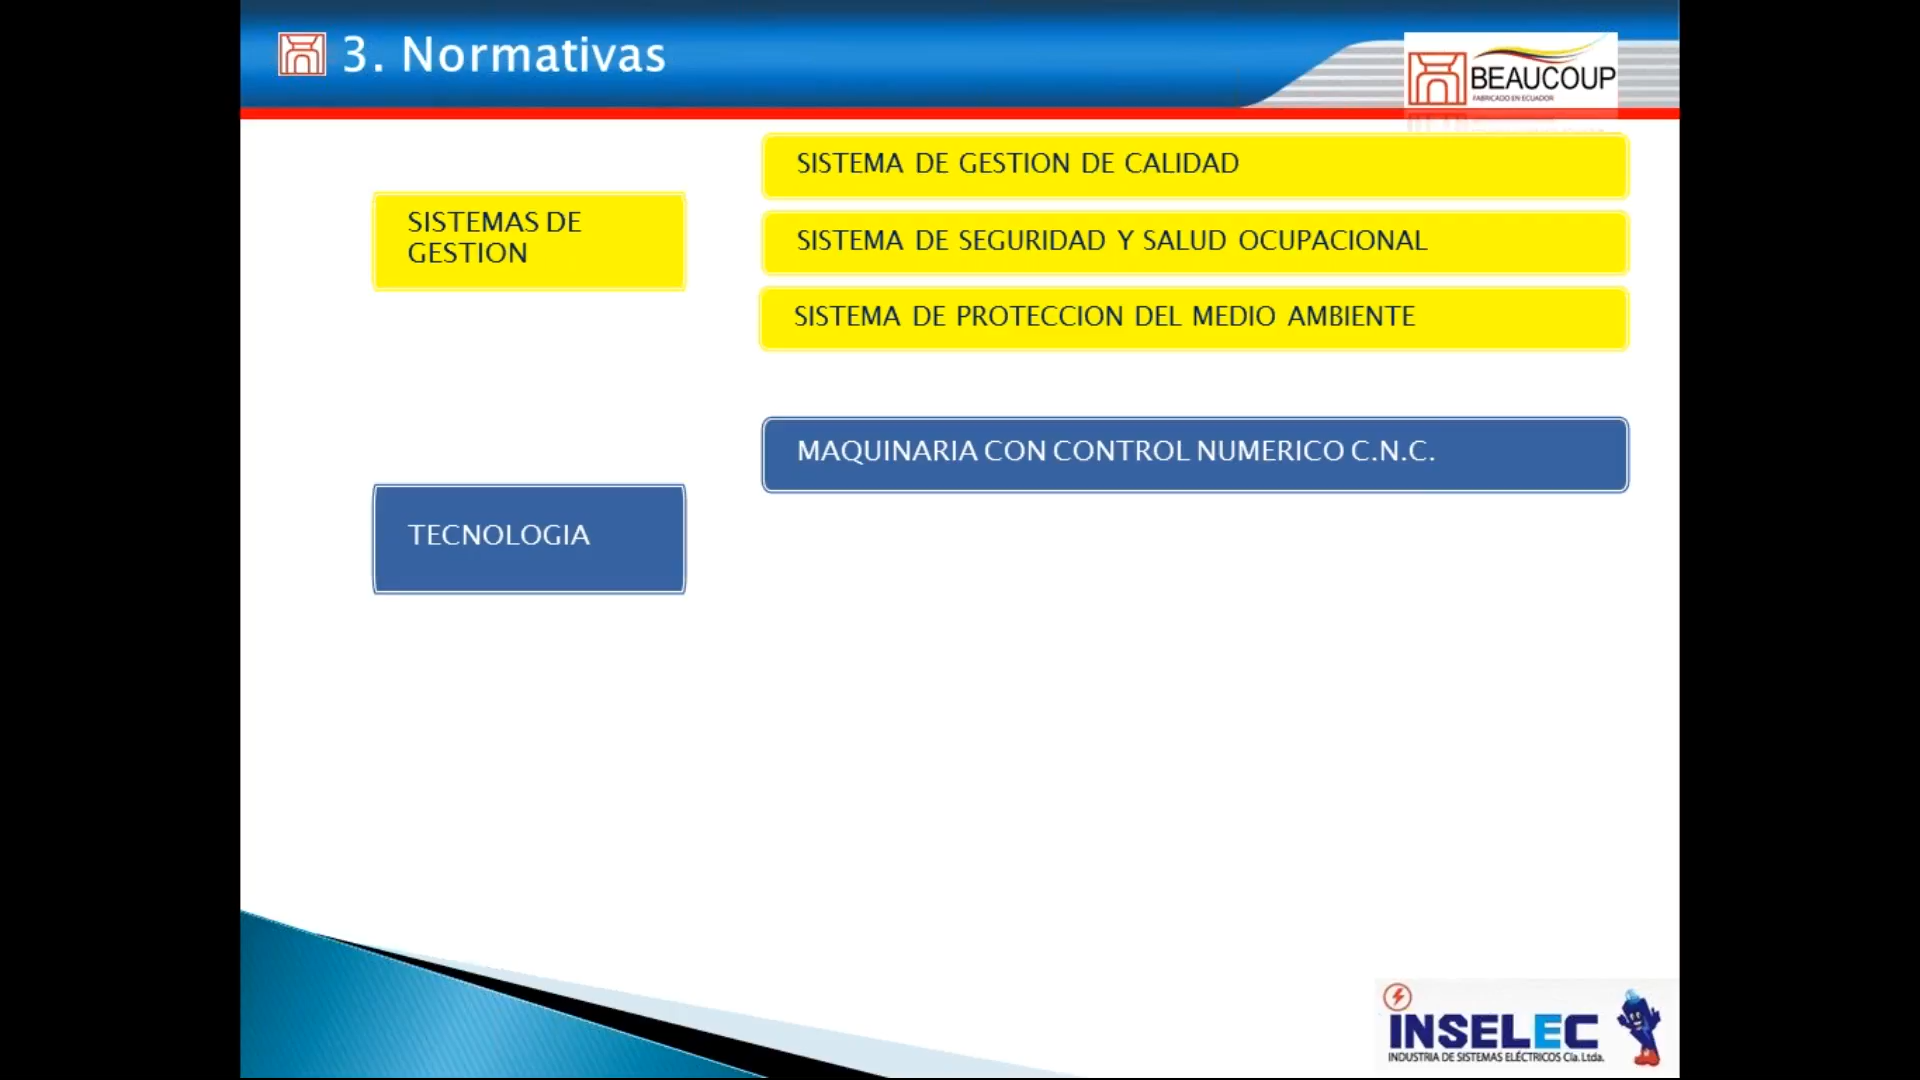 3. Normativas
BEAUCOUP
FABRICADO EN ECUADOR
SISTEMAS DE
GESTION
SISTEMA DE GESTION DE CALIDAD
SISTEMA DE SEGURIDAD Y SALUD OCUPACIONAL
SISTEMA DE PROTECCION DEL MEDIO AMBIENTE
TECNOLOGIA
MAQUINARIA CON CONTROL NUMERICO C.N.C.
INSELEC
INDUSTRIA DE SISTEMAS ELÉCTRICOS Cía. Ltda.